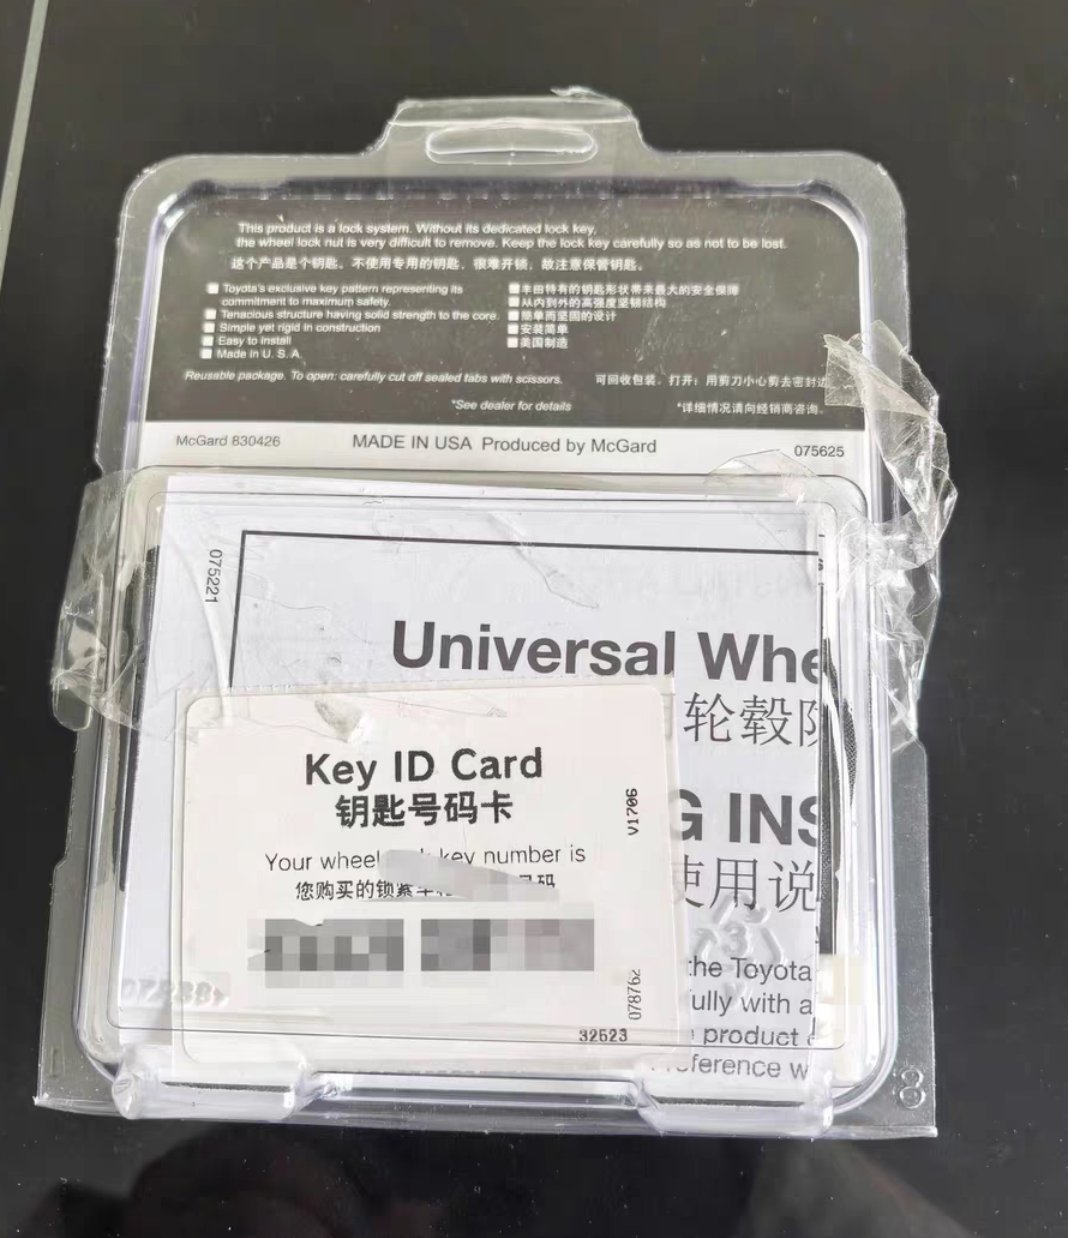 This product is a lock system. Without its dedicated lock key,
the wheel lock nut is very difficult to remove. Keep the lock key carefully so as not to be lost.
这个产品是个钥匙。不使用专用的钥匙，很难开锁，故注意保管钥匙。
Toyota's exclusive key pattern representing its
commitment to maximum safety.
Tenacious structure having solid strength to the core.
Simple yet rigid in construction
Easy to install
Made in U. S. A.
丰田特有的钥匙形状带来最大的安全保障
从内到外的高强度坚韧结构
简单而坚固的设计
安装简单
美国制造
Reusable package. To open: carefully cut off sealed tabs with scissors.
可回收包装。打开：用剪刀小心剪去密封边
*See dealer for details
*详细情况请向经销商咨询。
McGard 830426
MADE IN USA Produced by McGard
075625
075221
Universal Whe
轮毂防
G INS
使用说
the Toyota
ully with a
product
ference w
Key ID Card
钥匙号码卡
Your wheel key number is
您购买的锁紧 号码
V1706
078762
32523
3
8